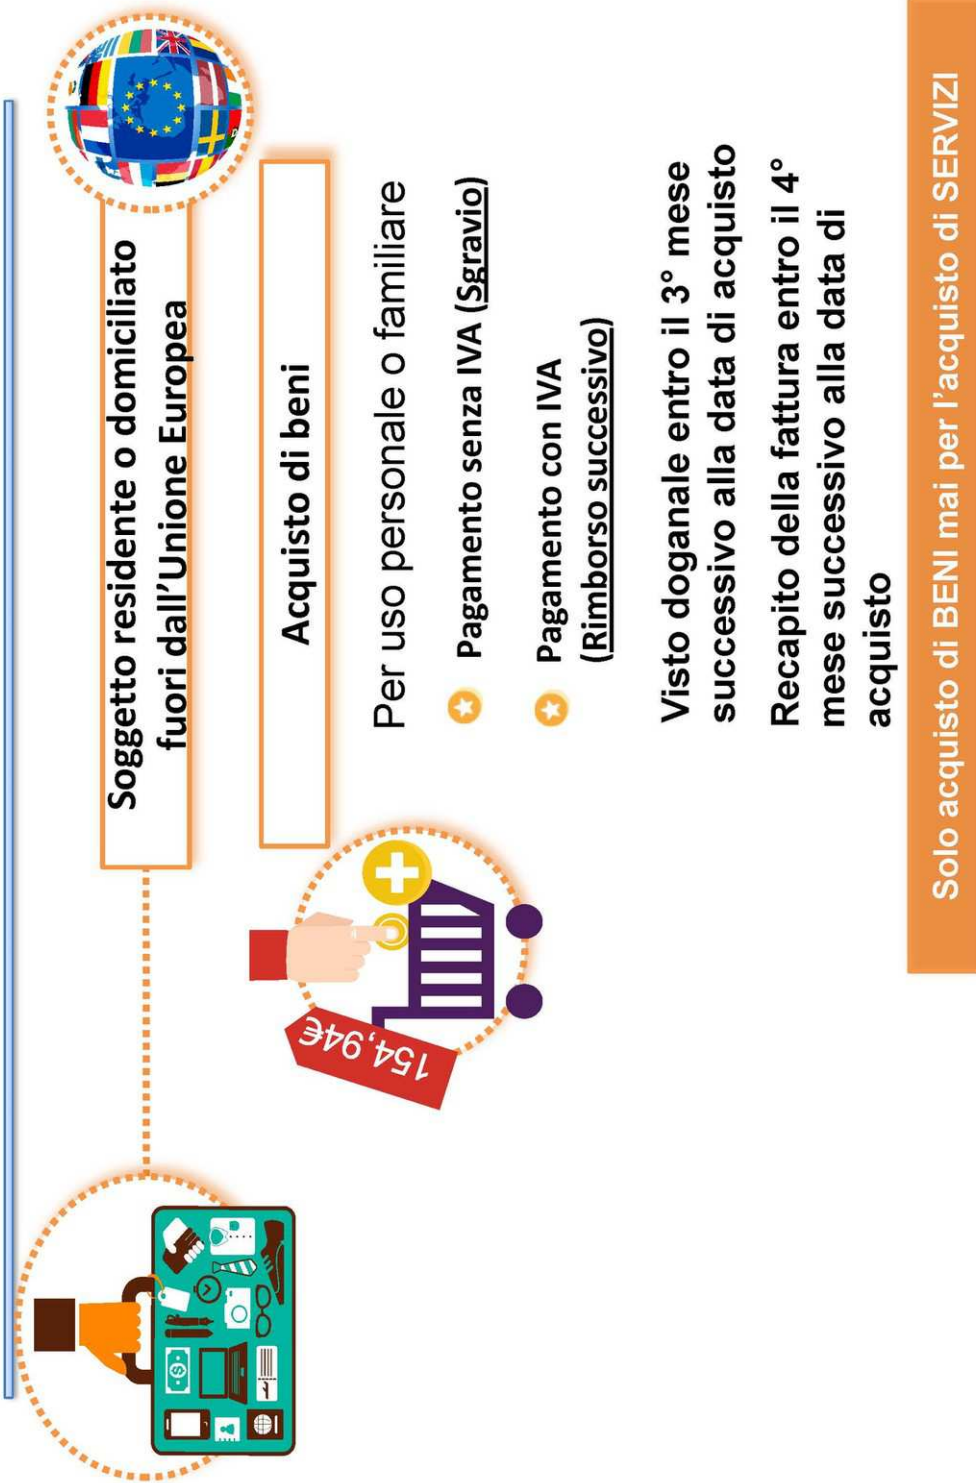 Soggetto residente o domiciliato
fuori dall'Unione Europea
Acquisto di beni
154,94€
Per uso personale o familiare
Pagamento senza IVA (Sgravio)
Pagamento con IVA
(Rimborso successivo)
Visto doganale entro il 3° mese
successivo alla data di acquisto
Recapito della fattura entro il 4°
mese successivo alla data di
acquisto
Solo acquisto di BENI mai per l'acquisto di SERVIZI